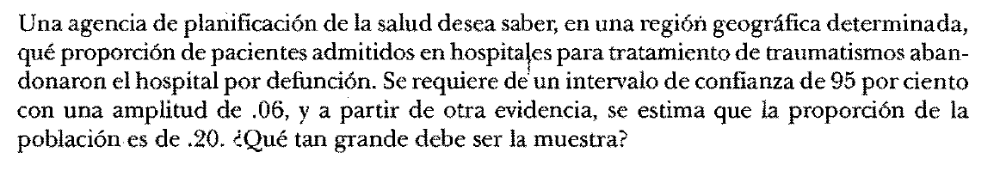 Una agencia de planificación de la salud desea saber, en una región geográfica determinada,
qué proporción de pacientes admitidos en hospitales para tratamiento de traumatismos aban-
donaron el hospital por defunción. Se requiere de un intervalo de confianza de 95 por ciento
con una amplitud de .06, y a partir de otra evidencia, se estima que la proporción de la
población es de .20. ¿Qué tan grande debe ser la muestra?